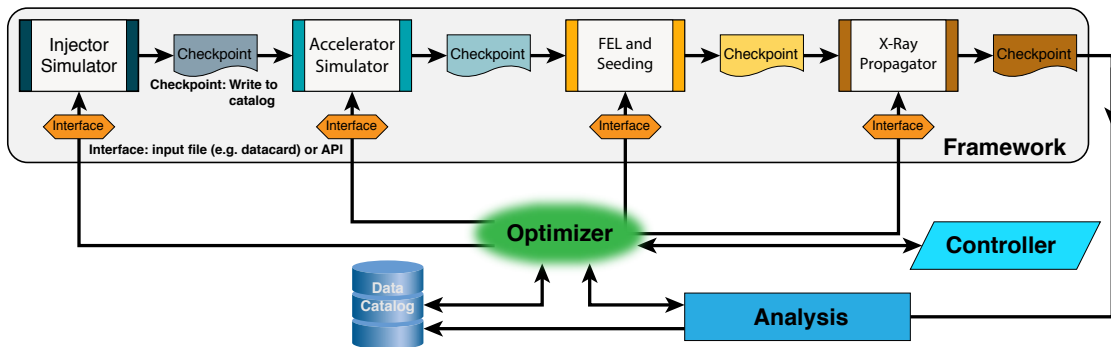 Injector
Simulator
Checkpoint
Accelerator
Simulator
Checkpoint
FEL and
Seeding
Checkpoint
X-Ray
Propagator
Checkpoint
Checkpoint: Write to
catalog
Interface
Interface
Interface
Interface
Interface: input file (e.g. datacard) or API
Framework
Optimizer
Controller
Data
Catalog
Analysis